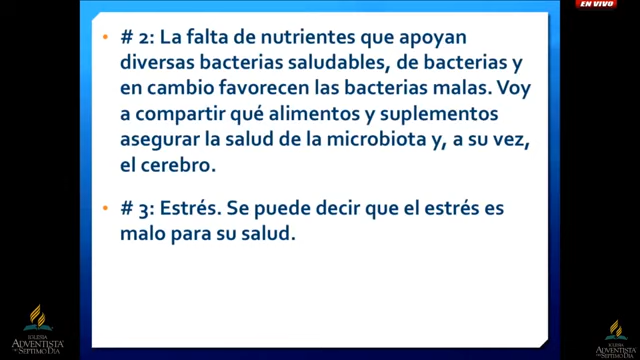 EN VIVO
# 2: La falta de nutrientes que apoyan
diversas bacterias saludables, de bacterias y
en cambio favorecen las bacterias malas. Voy
a compartir qué alimentos y suplementos
asegurar la salud de la microbiota y, a su vez,
el cerebro.
# 3: Estrés. Se puede decir que el estrés es
malo para su salud.
IGLESIA
ADVENTISTA
DEL SÉPTIMO DÍA
IGLESIA
ADVENTISTA
DEL SÉPTIMO DÍA